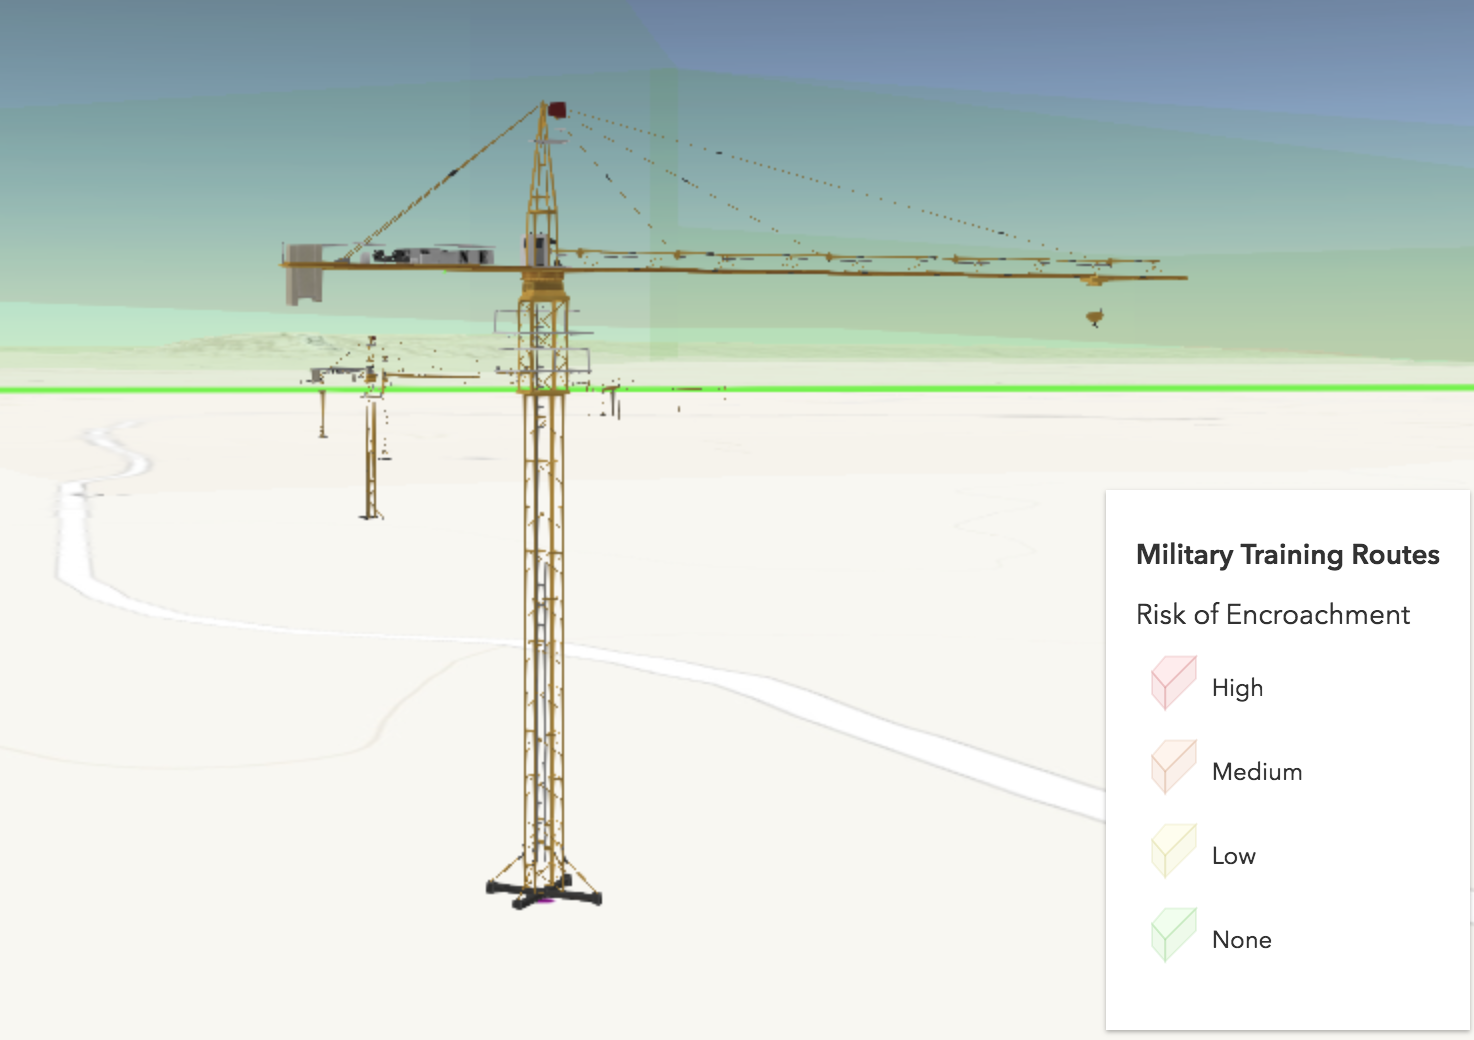 Military Training Routes
Risk of Encroachment
High
Medium
Low
None